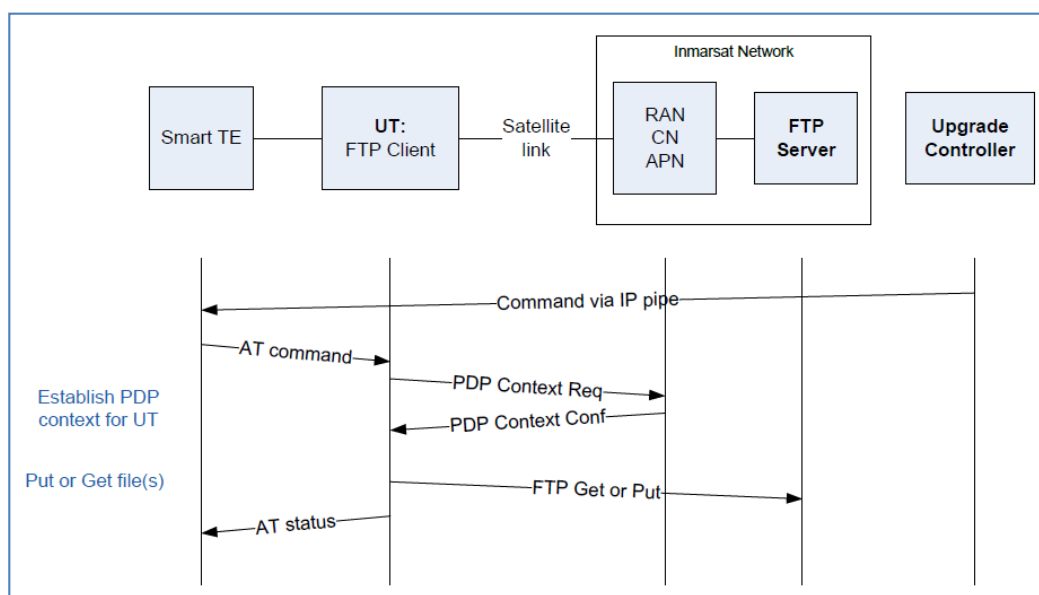 Inmarsat Network
Smart TE
UT:
FTP Client
Satellite
link
RAN
CN
APN
FTP
Server
Upgrade
Controller
Command via IP pipe
AT command
PDP Context Req
Establish PDP
context for UT
PDP Context Conf
Put or Get file(s)
FTP Get or Put
AT status